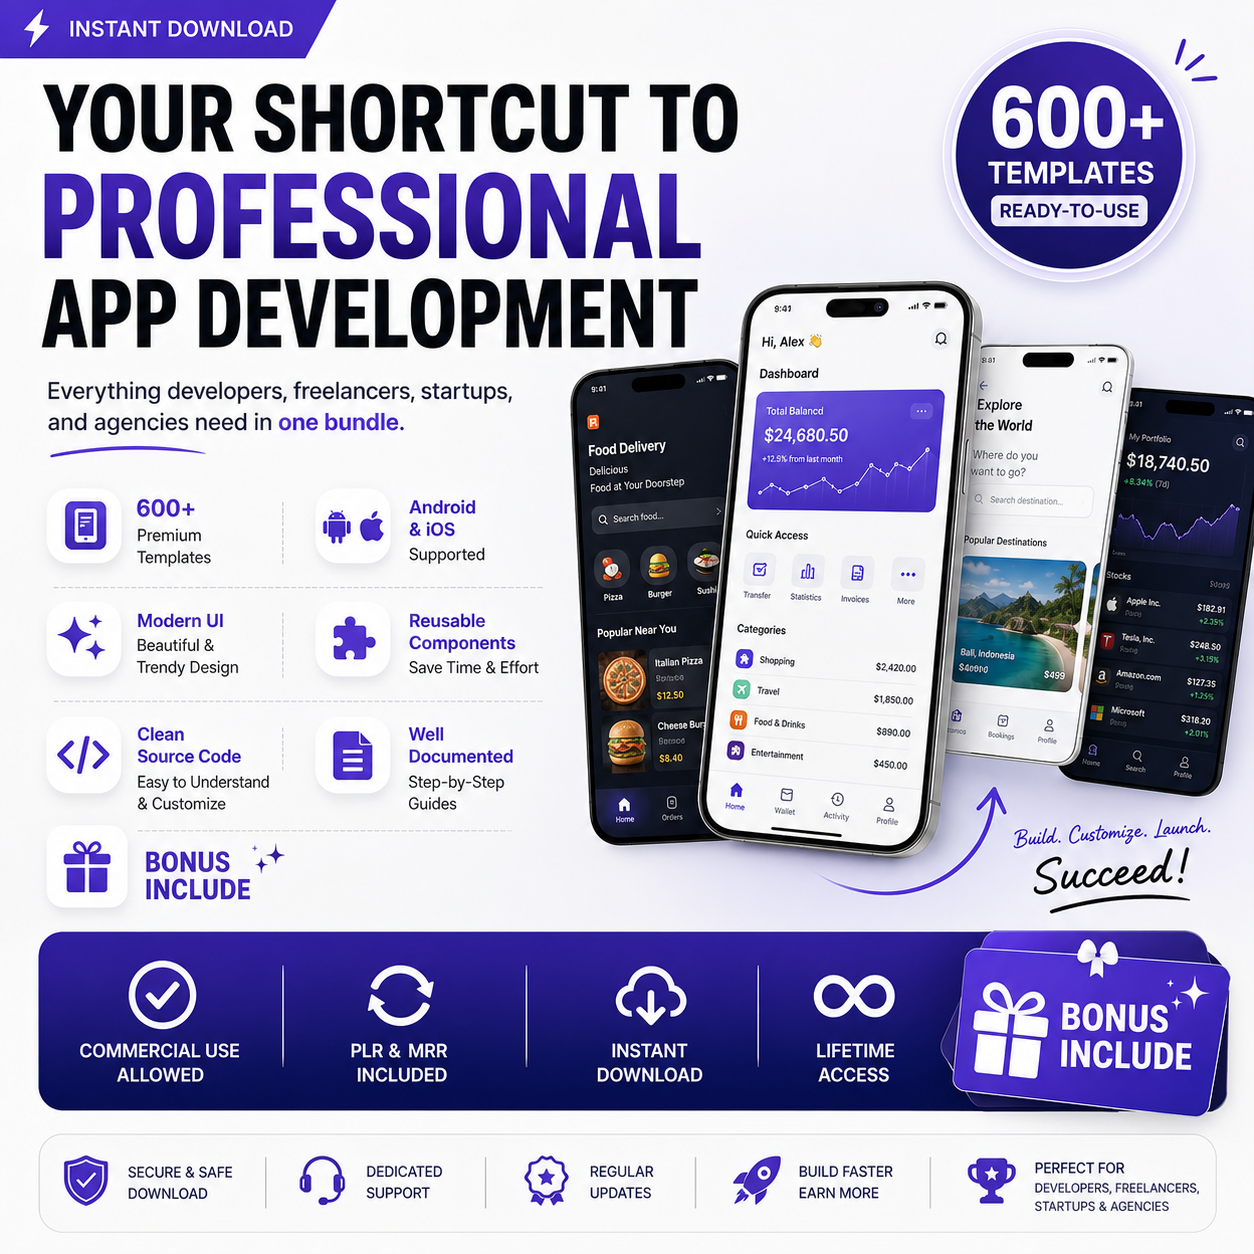 INSTANT DOWNLOAD
YOUR SHORTCUT TO
PROFESSIONAL
APP DEVELOPMENT
Everything developers, freelancers, startups,
and agencies need in one bundle.
600+
TEMPLATES
READY-TO-USE
600+
Premium
Templates
Android
& iOS
Supported
Modern UI
Beautiful &
Trendy Design
Reusable
Components
Save Time & Effort
Clean
Source Code
Easy to Understand
& Customize
Well
Documented
Step-by-Step
Guides
BONUS
INCLUDE
9:41
Food Delivery
Delicious
Food at Your Doorstep
Search food...
Pizza
Burger
Sushi
Popular Near You
Italian Pizza
$12.50
Cheese Bur
$8.40
Home
Orders
9:41
Hi, Alex 👋
Dashboard
Total Balancd
$24,680.50
+12.5% from last month
Quick Access
Transfer
Statistics
Invoices
More
Categories
Shopping
$2,420.00
Travel
$1,850.00
Food & Drinks
$890.00
Entertainment
$450.00
Home
Wallet
Activity
Profile
9:81
Explore
the World
Where do you
want to go?
Search destination...
Popular Destinations
Bali, Indonesia
$499
Bookings
Profile
My Portfolio
$18,740.50
+8.34% (7d)
Stocks
Apple Inc.
$182.91
+2.35%
Tesla, Inc.
$248.50
+3.15%
Amazon.com
$127.35
+1.25%
Microsoft
$318.20
+2.01%
Home
Search
Profile
Build. Customize. Launch.
Succeed!
COMMERCIAL USE
ALLOWED
PLR & MRR
INCLUDED
INSTANT
DOWNLOAD
LIFETIME
ACCESS
BONUS
INCLUDE
SECURE & SAFE
DOWNLOAD
DEDICATED
SUPPORT
REGULAR
UPDATES
BUILD FASTER
EARN MORE
PERFECT FOR
DEVELOPERS, FREELANCERS,
STARTUPS & AGENCIES